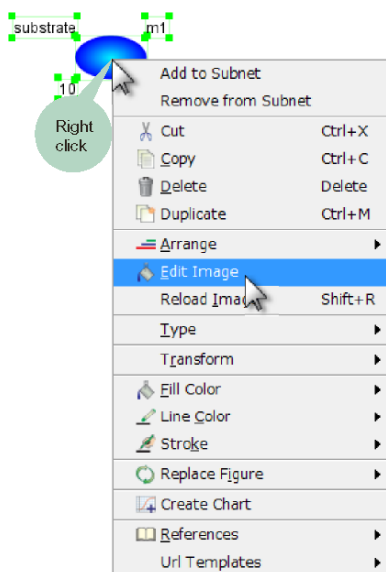 substrate m1
10
Right
click
Add to Subnet
Remove from Subnet
Cut Ctrl+X
Copy Ctrl+C
Delete Delete
Duplicate Ctrl+M
Arrange
Edit Image
Reload Shift+R
Type
Transform
Fill Color
Line Color
Stroke
Replace Figure
Create Chart
References
Url Templates